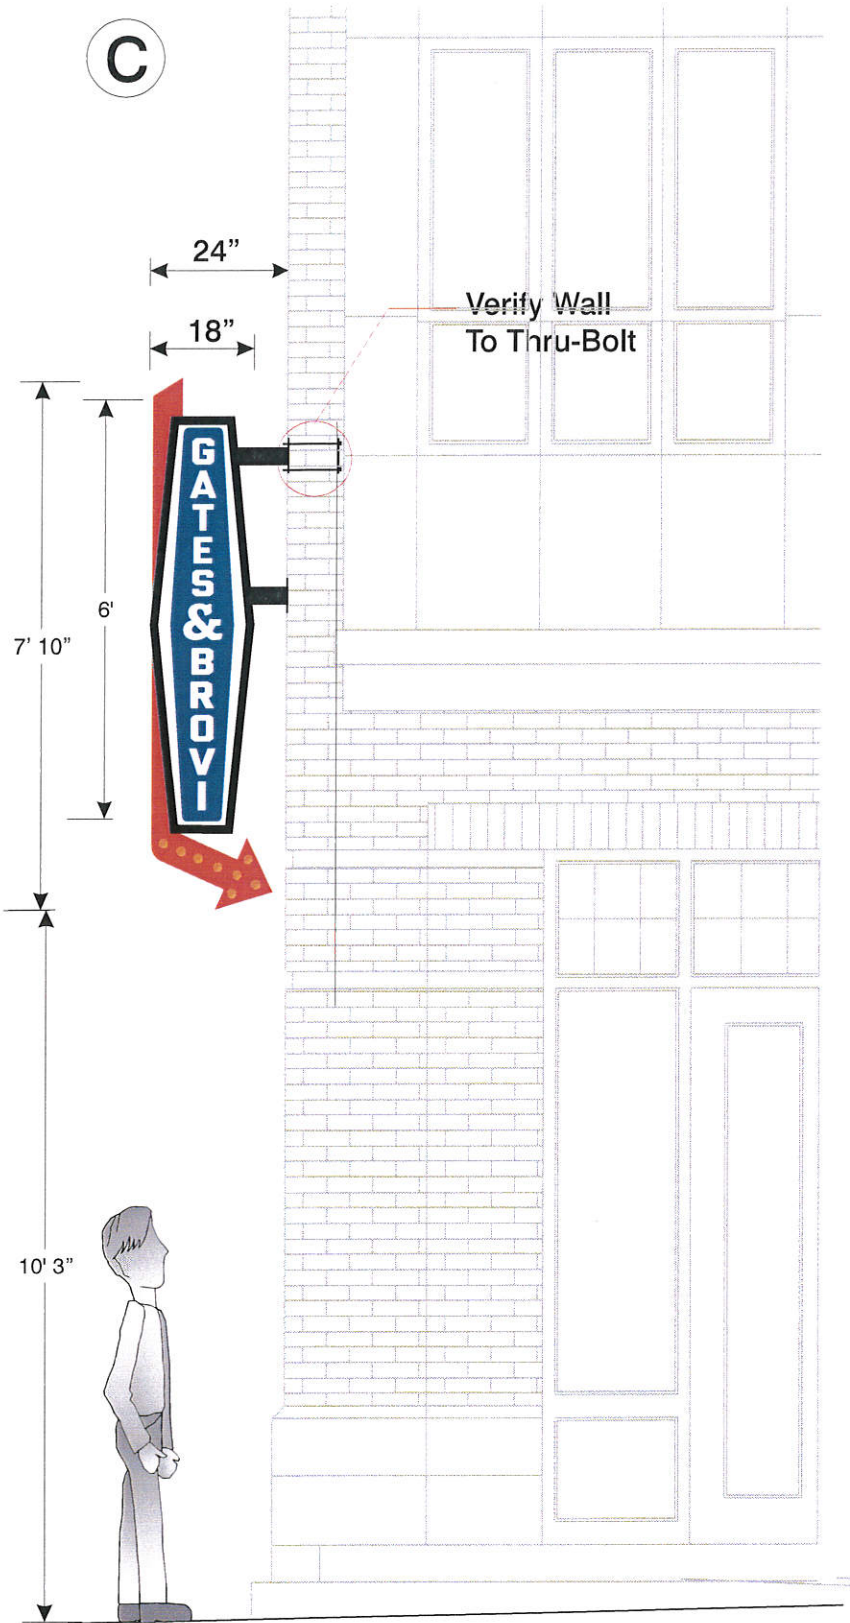 C
24”
18”
Verify Wall
To Thru-Bolt
7' 10”
6'
GATES&BROVI
10' 3”